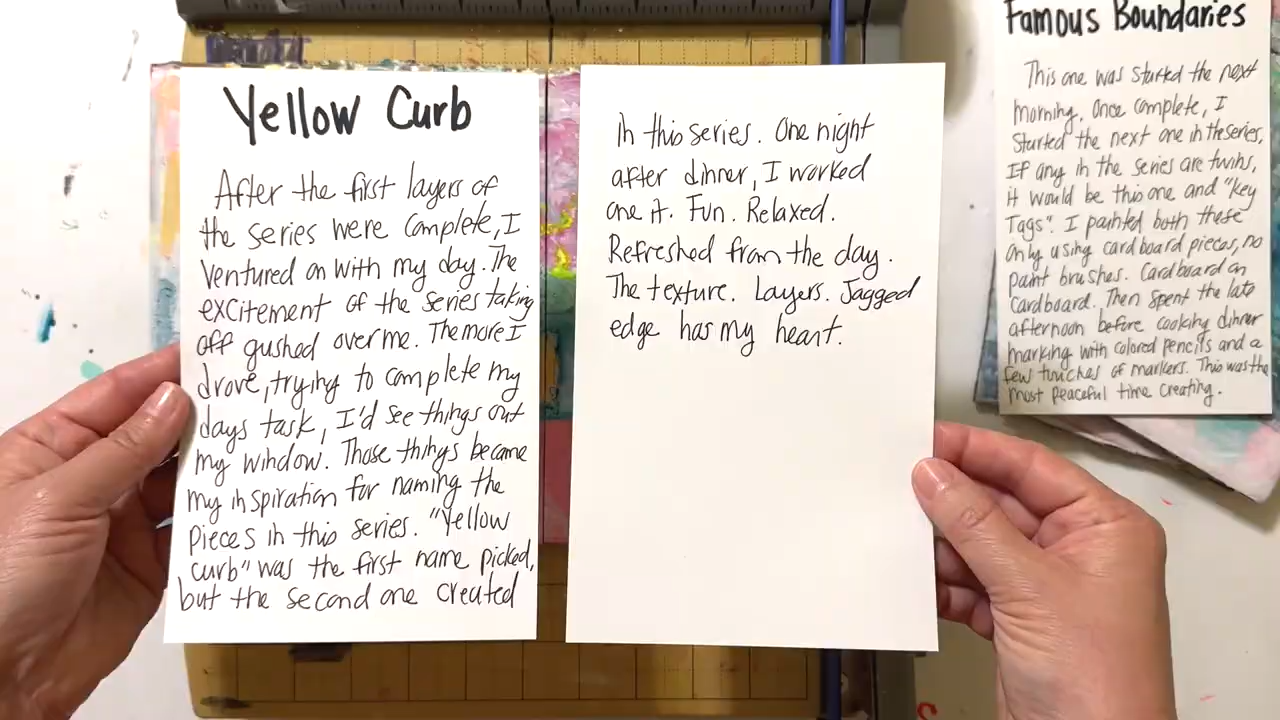 Yellow Curb
After the first layers of
the series were complete, I
ventured on with my day. The
excitement of the series taking
off gushed over me. The more I
drove, trying to complete my
days task, I'd see things out
my window. Those things became
my inspiration for naming the
pieces in this series. "Yellow
curb" was the first name picked,
but the second one created
in this series. One night
after dinner, I worked
one it. Fun. Relaxed.
Refreshed from the day.
The texture. Layers. Jagged
edge has my heart.
Famous Boundaries
This one was started the next
morning. Once complete, I
started the next one in the series.
If any in the series are twins,
it would be this one and "key
Tags". I painted both these
only using cardboard pieces, no
paint brushes. Cardboard on
cardboard. Then spent the late
afternoon before cooking dinner
marking with colored pencils and a
few touches of markers. This was the
most peaceful time creating.